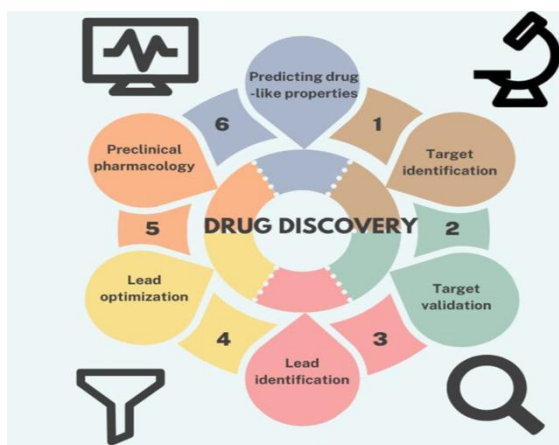 Predicting drug
-like properties
6
1
Preclinical
pharmacology
Target
identification
DRUG DISCOVERY
5
2
Lead
optimization
Target
validation
4
3
Lead
identification